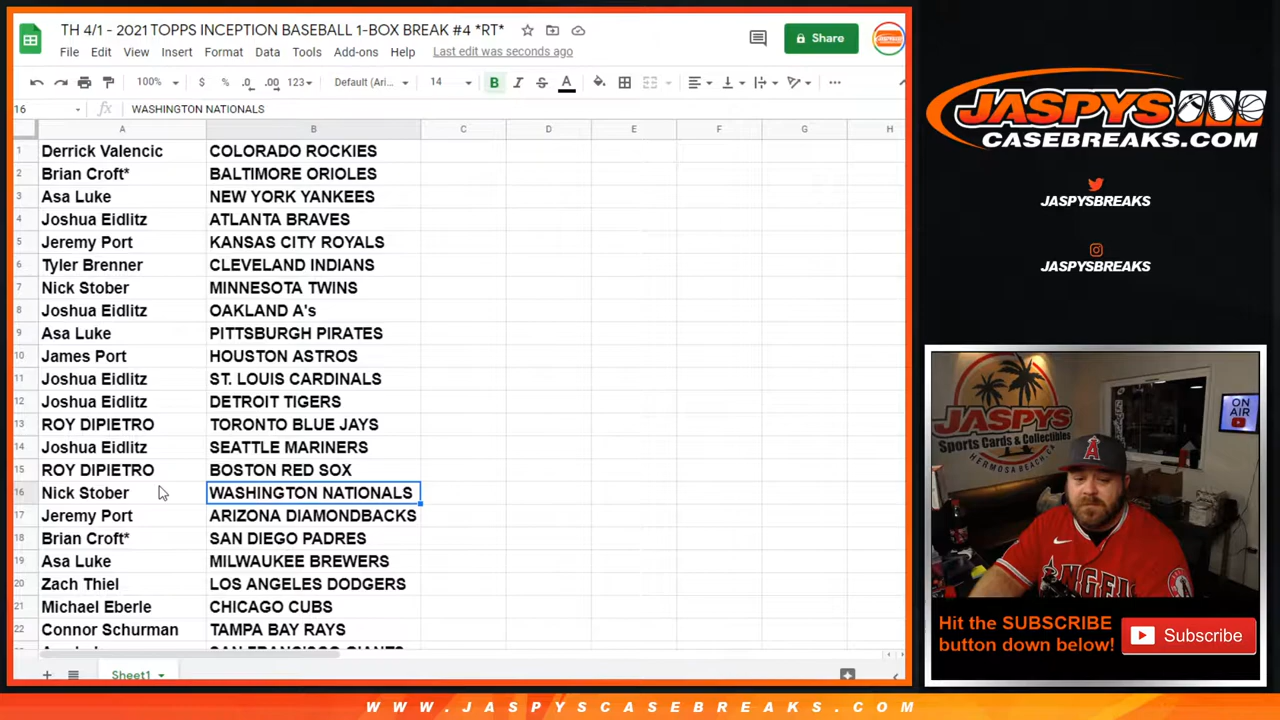 TH 4/1 - 2021 TOPPS INCEPTION BASEBALL 1-BOX BREAK #4 *RT*
File Edit View Insert Format Data Tools Add-ons Help Last edit was seconds ago
Share
100% $ % .0 .00 123 Default (Ari... 14 B I S A
16 fx WASHINGTON NATIONALS
A B C D E F G H
1 Derrick Valencic COLORADO ROCKIES
2 Brian Croft* BALTIMORE ORIOLES
3 Asa Luke NEW YORK YANKEES
4 Joshua Eidlitz ATLANTA BRAVES
5 Jeremy Port KANSAS CITY ROYALS
6 Tyler Brenner CLEVELAND INDIANS
7 Nick Stober MINNESOTA TWINS
8 Joshua Eidlitz OAKLAND A's
9 Asa Luke PITTSBURGH PIRATES
10 James Port HOUSTON ASTROS
11 Joshua Eidlitz ST. LOUIS CARDINALS
12 Joshua Eidlitz DETROIT TIGERS
13 ROY DIPIETRO TORONTO BLUE JAYS
14 Joshua Eidlitz SEATTLE MARINERS
15 ROY DIPIETRO BOSTON RED SOX
16 Nick Stober WASHINGTON NATIONALS
17 Jeremy Port ARIZONA DIAMONDBACKS
18 Brian Croft* SAN DIEGO PADRES
19 Asa Luke MILWAUKEE BREWERS
20 Zach Thiel LOS ANGELES DODGERS
21 Michael Eberle CHICAGO CUBS
22 Connor Schurman TAMPA BAY RAYS
SAN FRANCISCO GIANTS
Sheet1
JASPYS
CASEBREAKS.COM
JASPYSBREAKS
JASPYSBREAKS
JASPYS
Sports Cards & Collectibles
HERMOSA BEACH, CA
ON
AIR
A
ANGELS
Hit the SUBSCRIBE
button down below!
Subscribe
WWW.JASPYSCASEBREAKS.COM